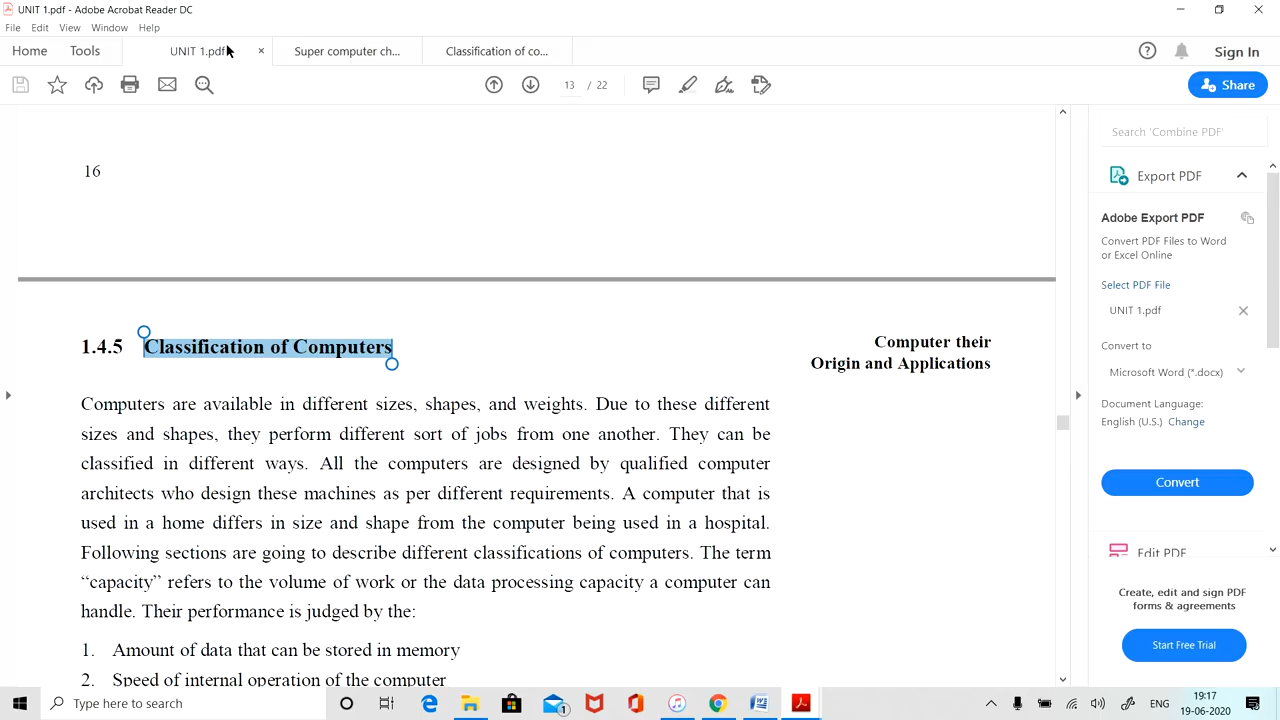 UNIT 1.pdf - Adobe Acrobat Reader DC
File Edit View Window Help
Home Tools UNIT 1.pdf × Super computer ch... Classification of co... Sign In
13 / 22 Share
Search 'Combine PDF'
16
Export PDF
Adobe Export PDF
Convert PDF Files to Word
or Excel Online
Select PDF File
UNIT 1.pdf
Convert to
Microsoft Word (*.docx)
Document Language:
English (U.S.) Change
Convert
Edit PDF
Create, edit and sign PDF
forms & agreements
Start Free Trial
1.4.5 Classification of Computers
Computer their
Origin and Applications
Computers are available in different sizes, shapes, and weights. Due to these different
sizes and shapes, they perform different sort of jobs from one another. They can be
classified in different ways. All the computers are designed by qualified computer
architects who design these machines as per different requirements. A computer that is
used in a home differs in size and shape from the computer being used in a hospital.
Following sections are going to describe different classifications of computers. The term
“capacity” refers to the volume of work or the data processing capacity a computer can
handle. Their performance is judged by the:
1. Amount of data that can be stored in memory
2. Speed of internal operation of the computer
Type here to search
1
ENG
19:17
19-06-2020